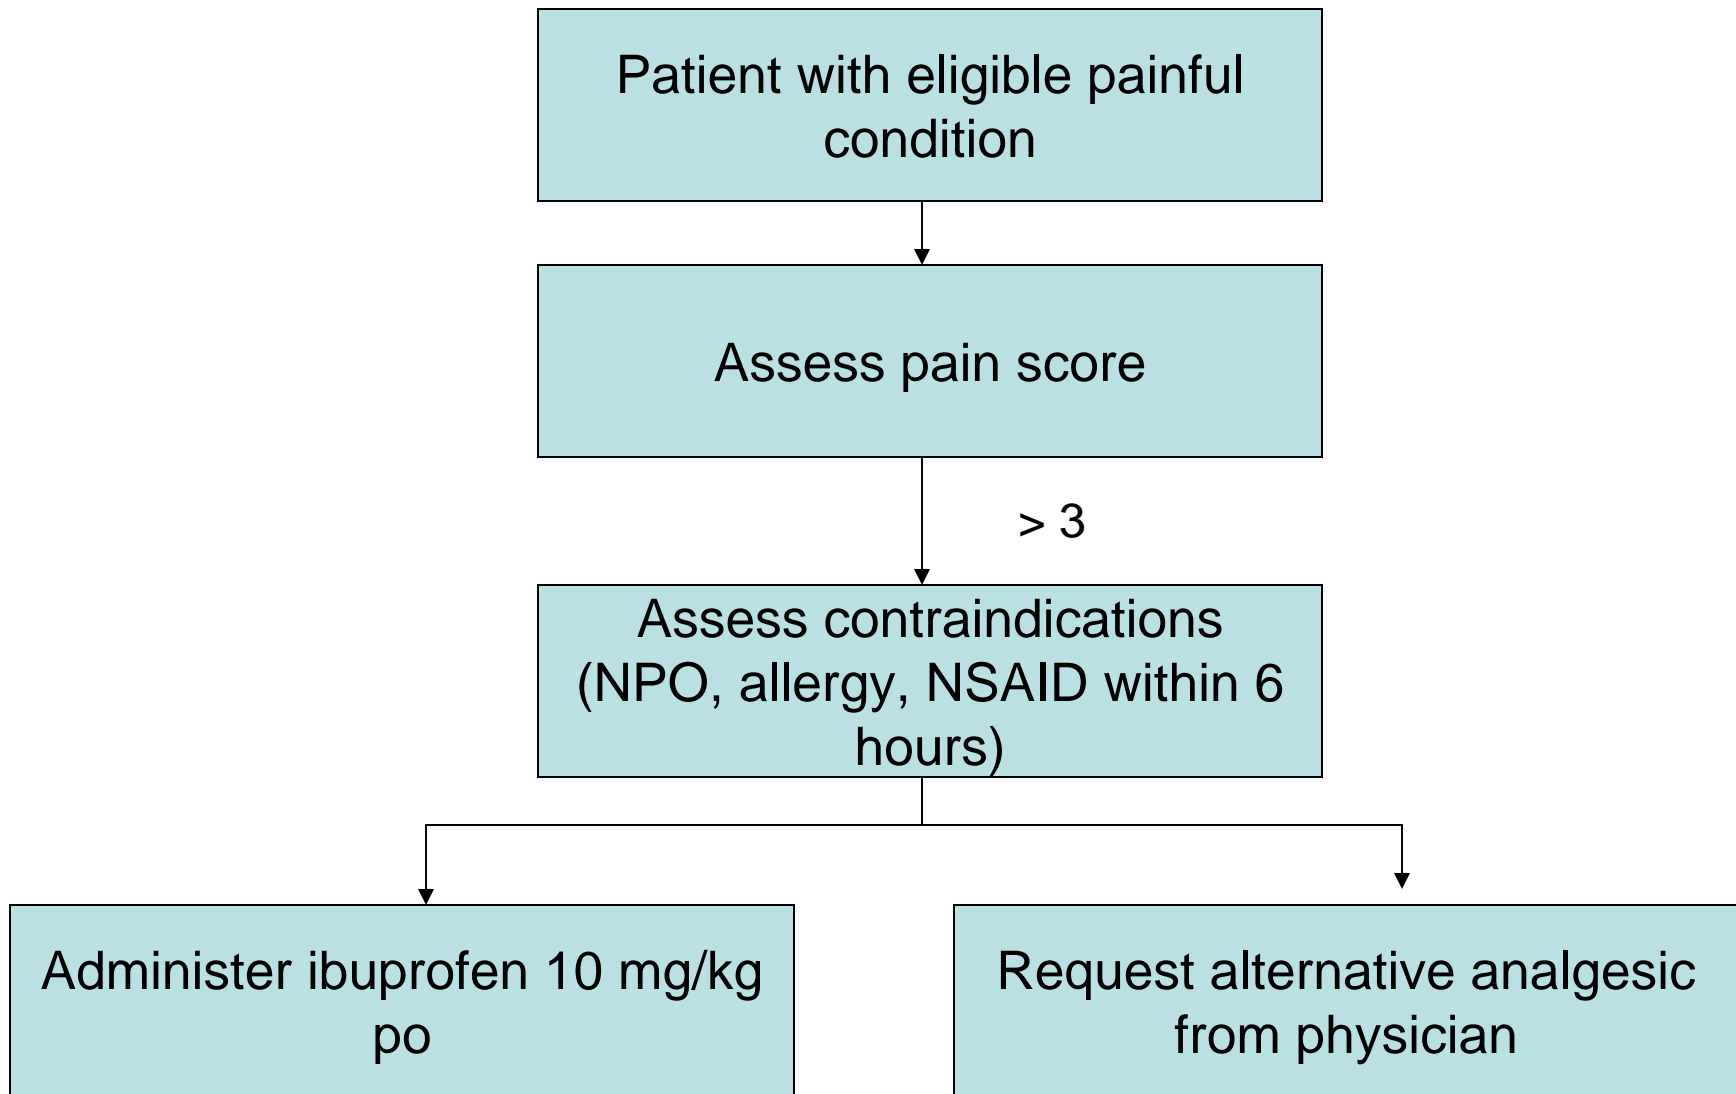 Patient with eligible painful
condition
Assess pain score
> 3
Assess contraindications
(NPO, allergy, NSAID within 6
hours)
Administer ibuprofen 10 mg/kg
po
Request alternative analgesic
from physician